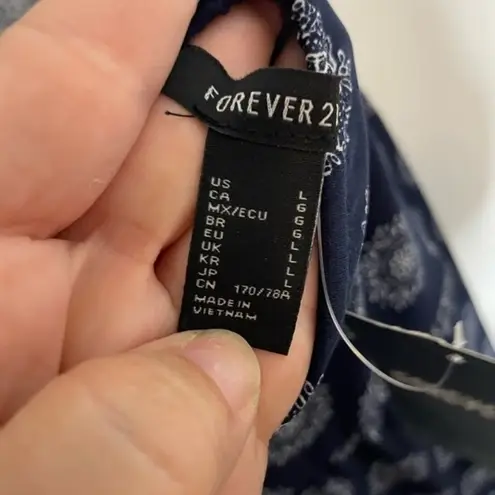 FOREVER 21
US L
CA G
MX/ECU G
BR G
EU L
UK L
KR L
JP L
CN 170/78A
MADE IN
VIETNAM